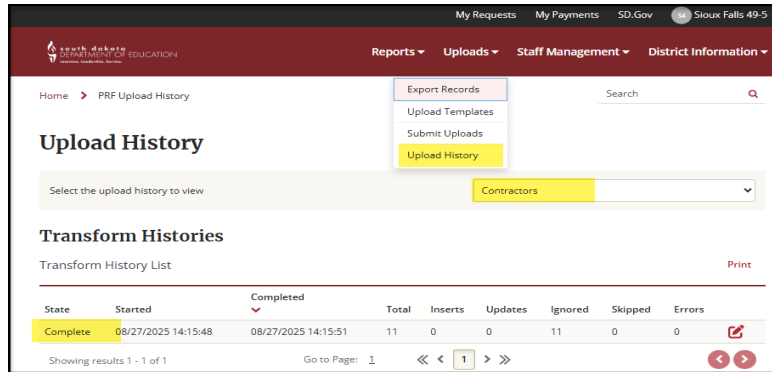 My Requests My Payments SD.Gov S4 Sioux Falls 49-5
south dakota
DEPARTMENT OF EDUCATION
Learning. Leadership. Service.
Reports Uploads Staff Management District Information
Home > PRF Upload History
Export Records
Upload Templates
Submit Uploads
Upload History
Search
Upload History
Select the upload history to view
Contractors
Transform Histories
Transform History List
Print
State Started Completed Total Inserts Updates Ignored Skipped Errors
Complete 08/27/2025 14:15:48 08/27/2025 14:15:51 11 0 0 11 0 0
Showing results 1 - 1 of 1 Go to Page: 1 « < 1 > »